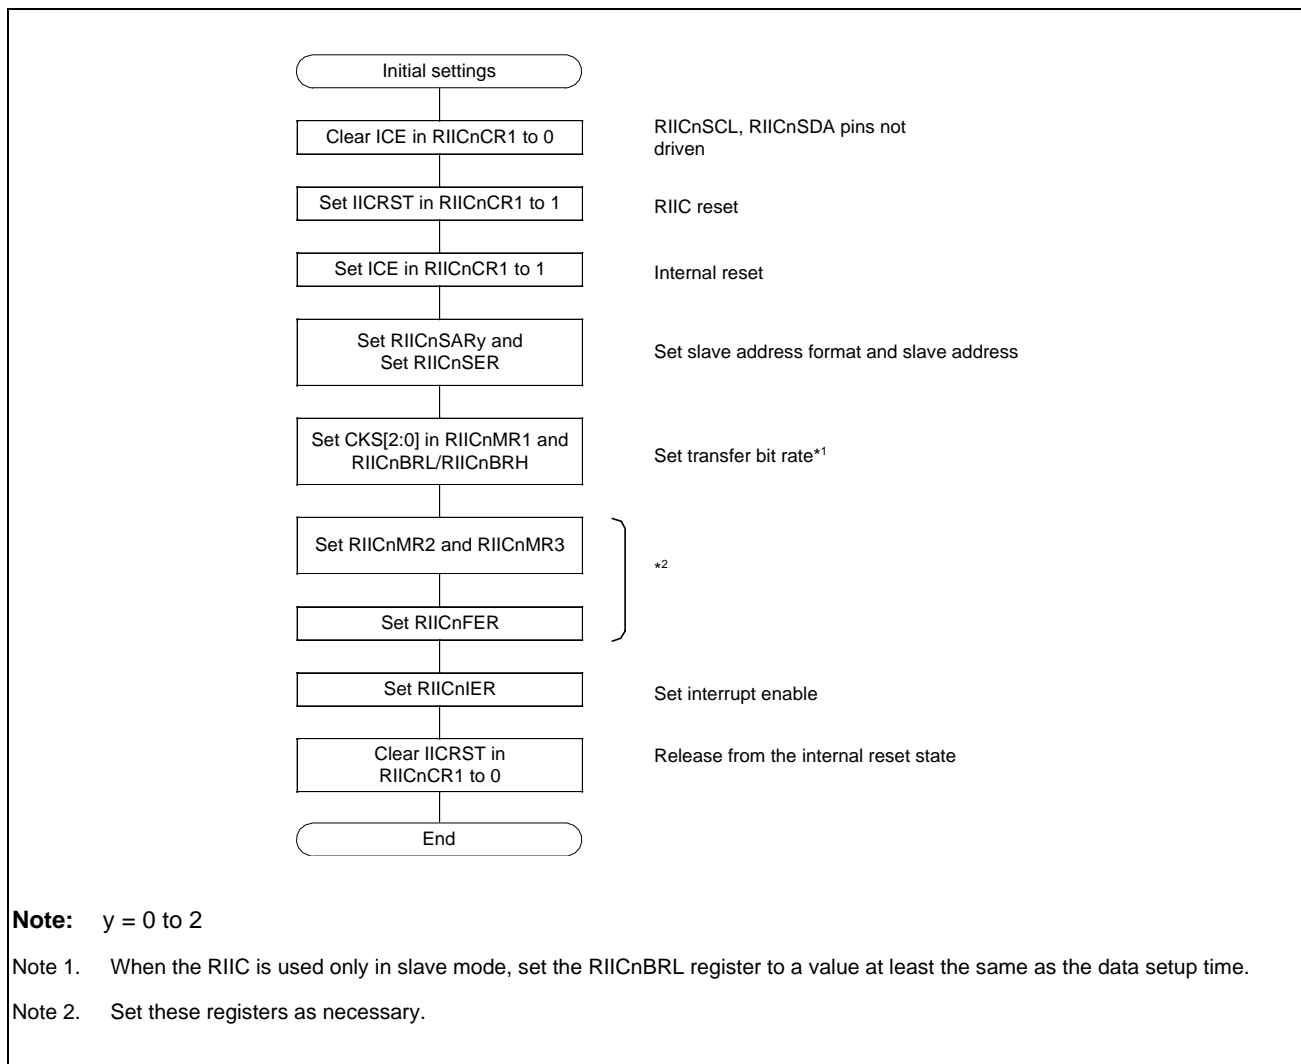 Initial settings
Clear ICE in RIICnCR1 to 0
RIICnSCL, RIICnSDA pins not
driven
Set IICRST in RIICnCR1 to 1
RIIC reset
Set ICE in RIICnCR1 to 1
Internal reset
Set RIICnSARy and
Set RIICnSER
Set slave address format and slave address
Set CKS[2:0] in RIICnMR1 and
RIICnBRL/RIICnBRH
Set transfer bit rate*1
Set RIICnMR2 and RIICnMR3
*2
Set RIICnFER
Set RIICnIER
Set interrupt enable
Clear IICRST in
RIICnCR1 to 0
Release from the internal reset state
End
Note: y = 0 to 2
Note 1. When the RIIC is used only in slave mode, set the RIICnBRL register to a value at least the same as the data setup time.
Note 2. Set these registers as necessary.